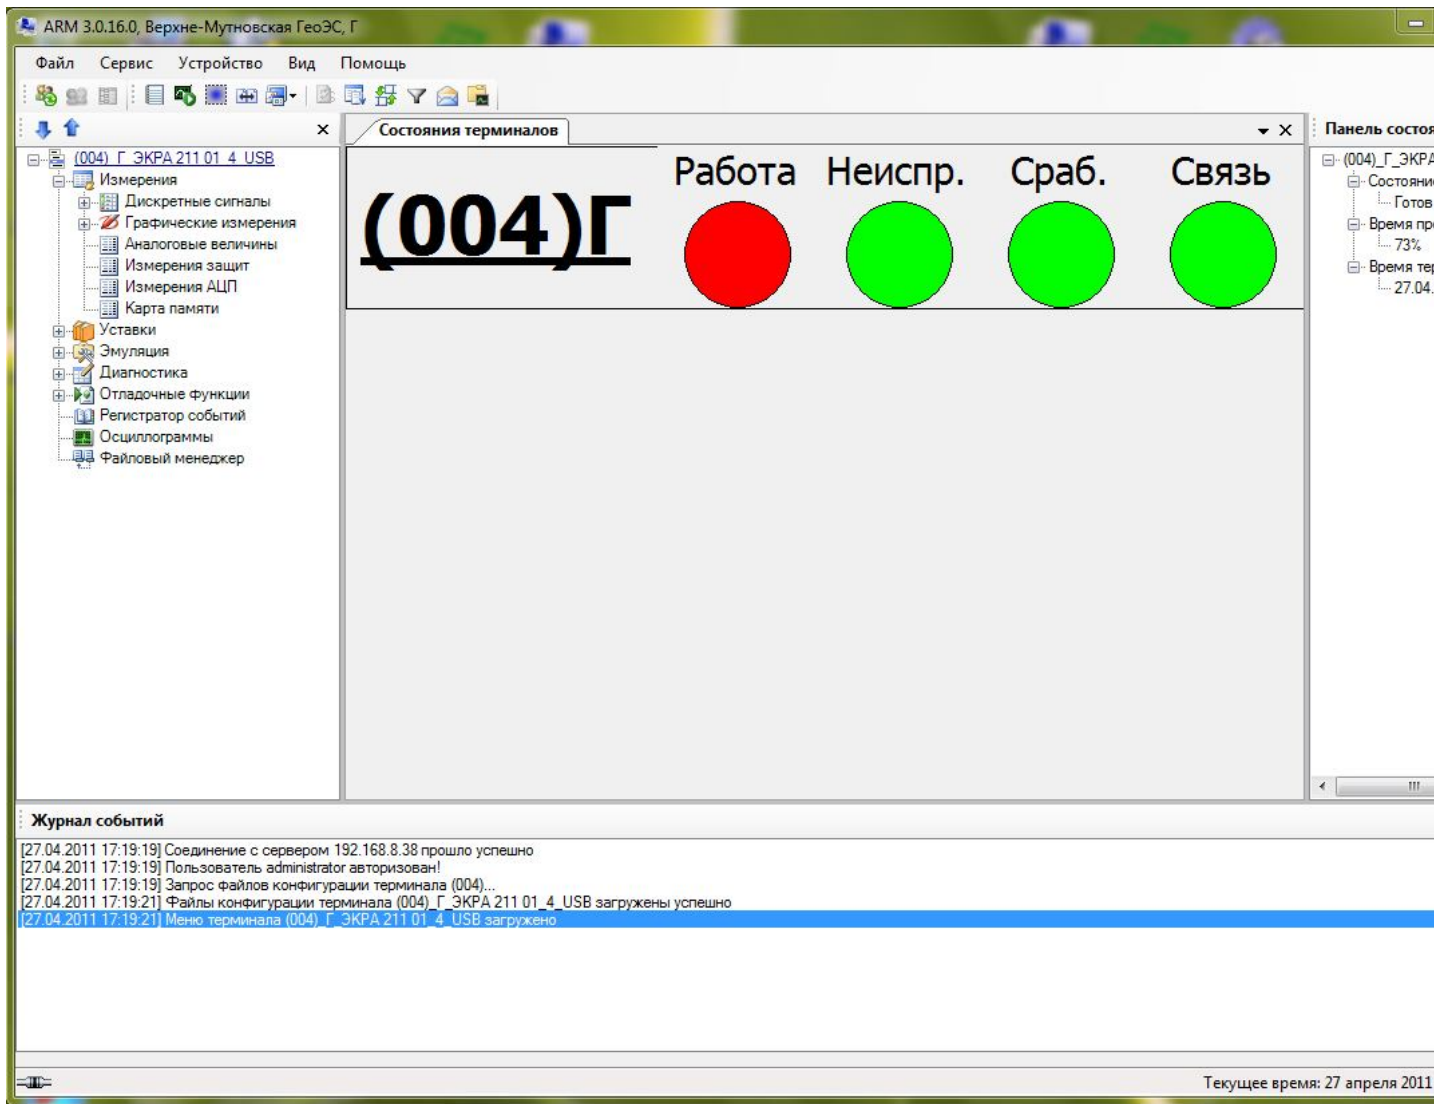 ARM 3.0.16.0, Верхне-Мутновская ГеоЭС, Г
Файл Сервис Устройство Вид Помощь
Состояния терминалов
Панель состоя
(004)_Г_ЭКРА 211 01_4_USB
Измерения
Дискретные сигналы
Графические измерения
Аналоговые величины
Измерения защит
Измерения АЦП
Карта памяти
Уставки
Эмуляция
Диагностика
Отладочные функции
Регистратор событий
Осциллограммы
Файловый менеджер
Работа Неиспр. Сраб. Связь
(004)Г
(004)_Г_ЭКРА
Состояние
Готов
Время про
73%
Время тер
27.04.
Журнал событий
[27.04.2011 17:19:19] Соединение с сервером 192.168.8.38 прошло успешно
[27.04.2011 17:19:19] Пользователь administrator авторизован!
[27.04.2011 17:19:19] Запрос файлов конфигурации терминала (004)...
[27.04.2011 17:19:21] Файлы конфигурации терминала (004)_Г_ЭКРА 211 01_4_USB загружены успешно
[27.04.2011 17:19:21] Меню терминала (004)_Г_ЭКРА 211 01_4_USB загружено
Текущее время: 27 апреля 2011